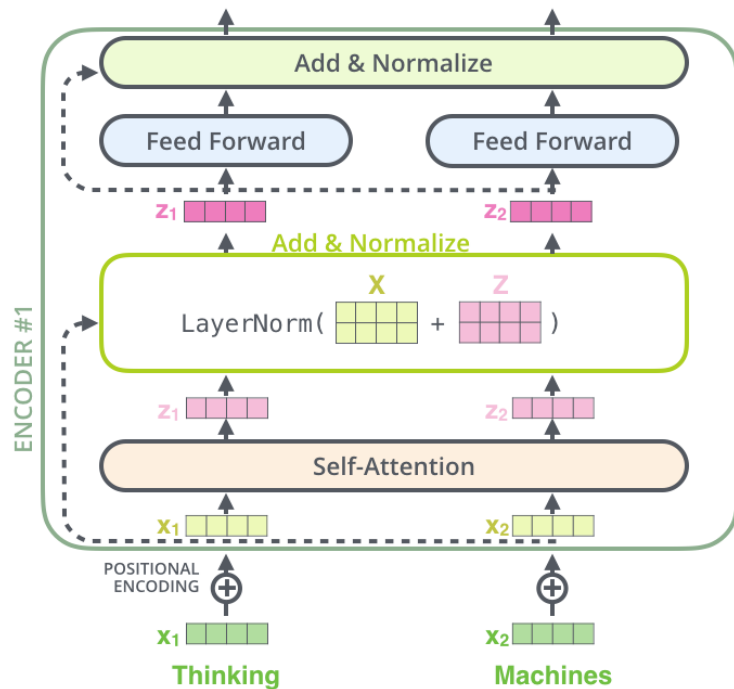 Add & Normalize
Feed Forward Feed Forward
z1 z2
Add & Normalize
X Z
LayerNorm( + )
ENCODER #1
z1 z2
Self-Attention
x1 x2
POSITIONAL
ENCODING
x1 x2
Thinking Machines